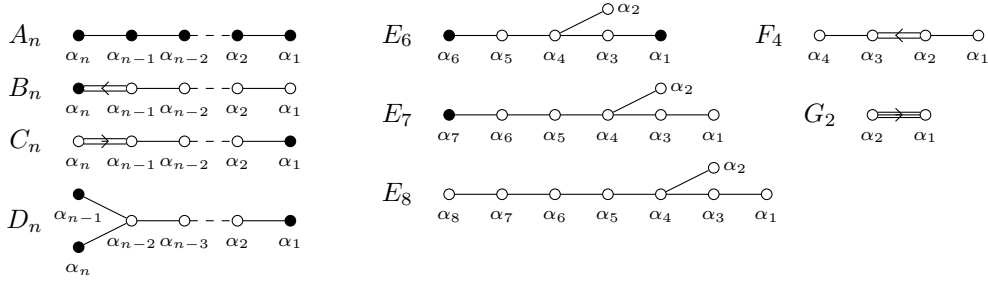 A_n α_n α_{n−1} α_{n−2} α_2 α_1
B_n α_n α_{n−1} α_{n−2} α_2 α_1
C_n α_n α_{n−1} α_{n−2} α_2 α_1
D_n α_{n−1} α_n α_{n−2} α_{n−3} α_2 α_1
E_6 α_2 α_6 α_5 α_4 α_3 α_1
E_7 α_2 α_7 α_6 α_5 α_4 α_3 α_1
E_8 α_2 α_8 α_7 α_6 α_5 α_4 α_3 α_1
F_4 α_4 α_3 α_2 α_1
G_2 α_2 α_1